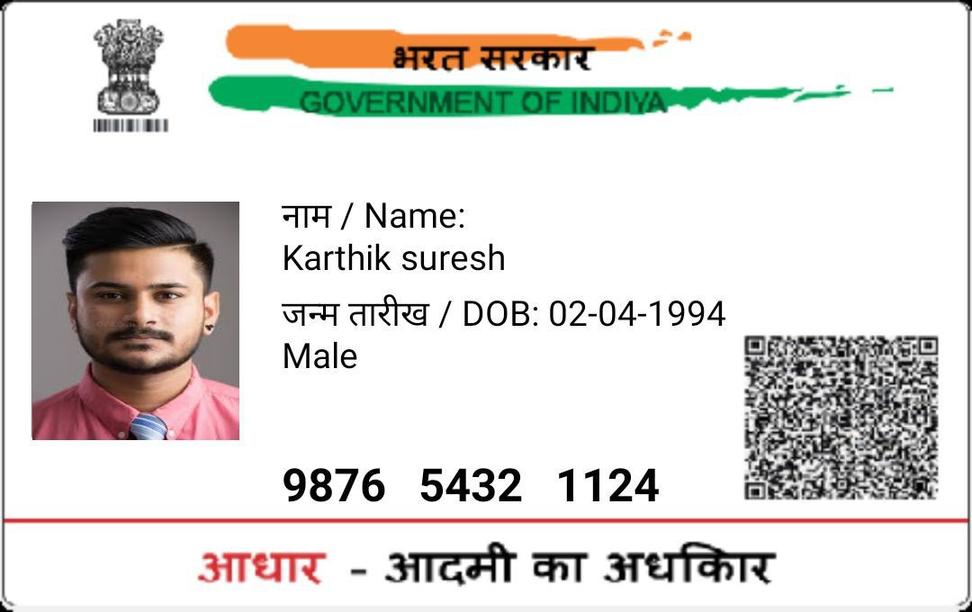 भरत सरकार
GOVERNMENT OF INDIYA
नाम / Name:
Karthik suresh
जन्म तारीख / DOB: 02-04-1994
Male
9876 5432 1124
आधार - आदमी का अधकिार